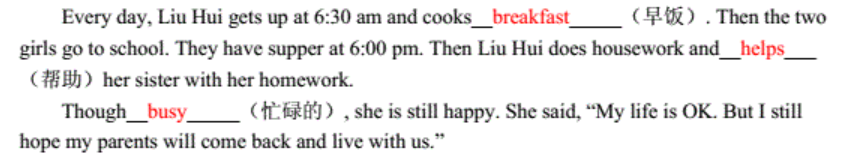 Every day, Liu Hui gets up at 6:30 am and cooks__breakfast_____（早饭）. Then the two
girls go to school. They have supper at 6:00 pm. Then Liu Hui does housework and__helps___
（帮助）her sister with her homework.
Though__busy_____（忙碌的）, she is still happy. She said, “My life is OK. But I still
hope my parents will come back and live with us.”